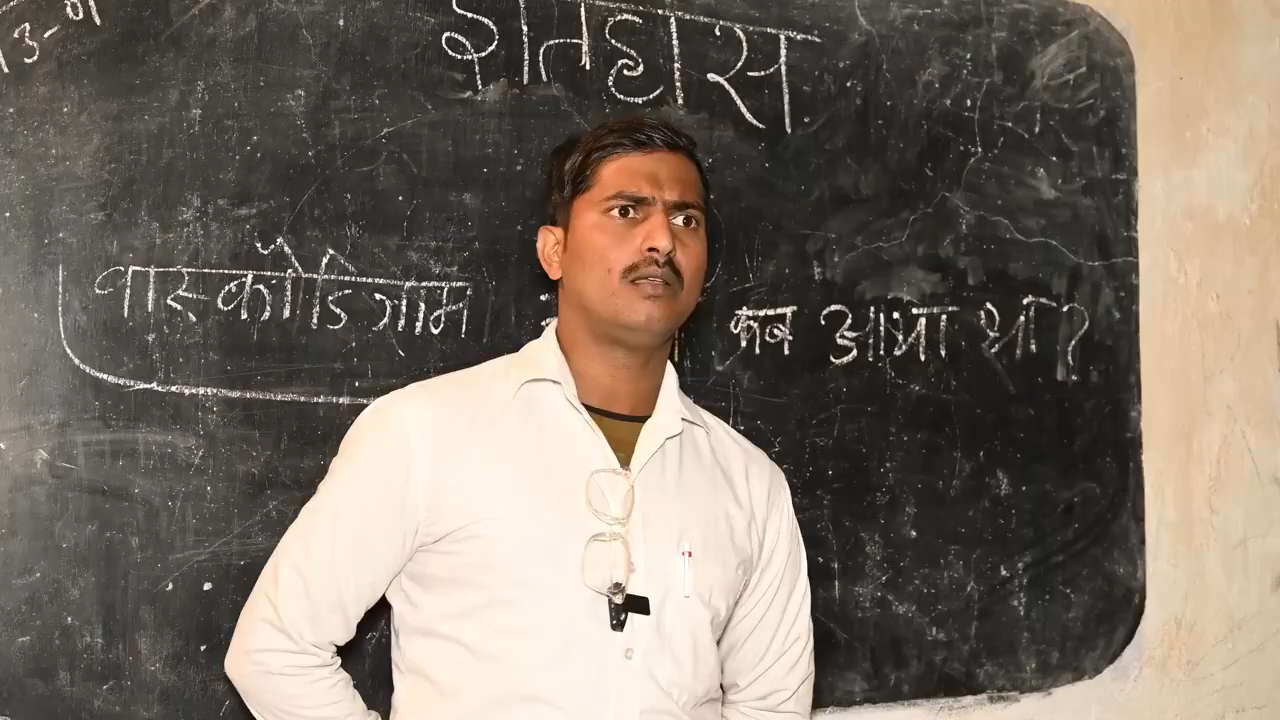 इतिहास
वास्कोडिगाम कब आया था?